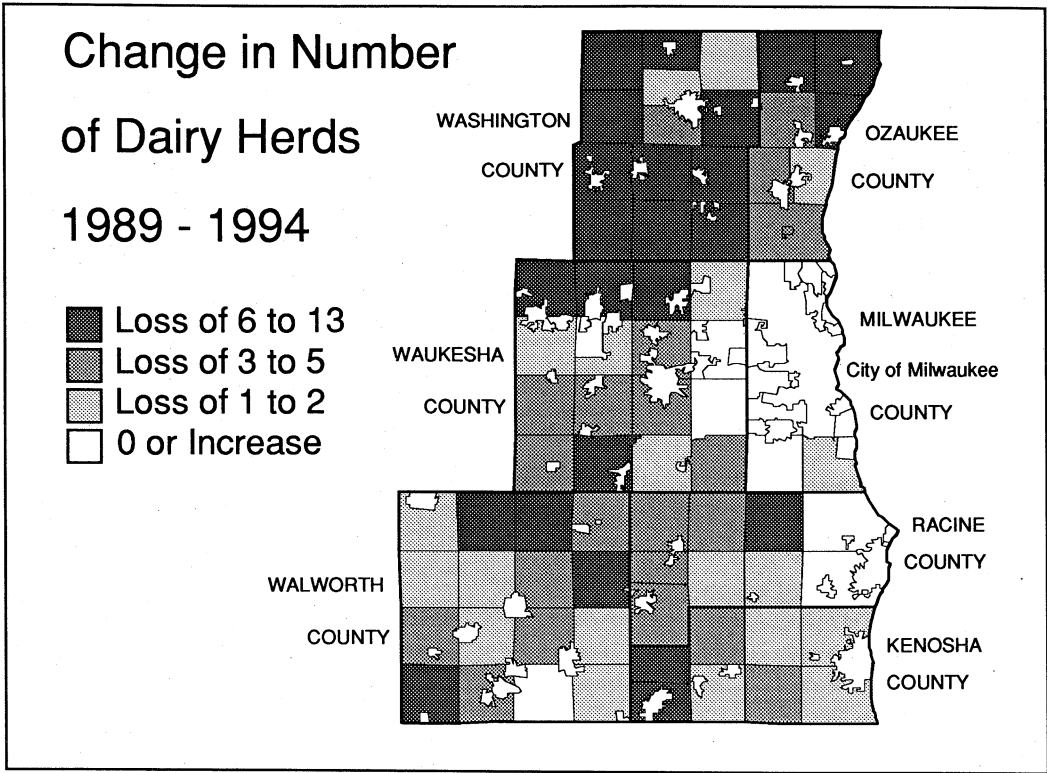 Change in Number
of Dairy Herds
1989 - 1994
Loss of 6 to 13
Loss of 3 to 5
Loss of 1 to 2
0 or Increase
WASHINGTON
COUNTY
OZAUKEE
COUNTY
WAUKESHA
COUNTY
MILWAUKEE
City of Milwaukee
COUNTY
RACINE
COUNTY
WALWORTH
COUNTY
KENOSHA
COUNTY